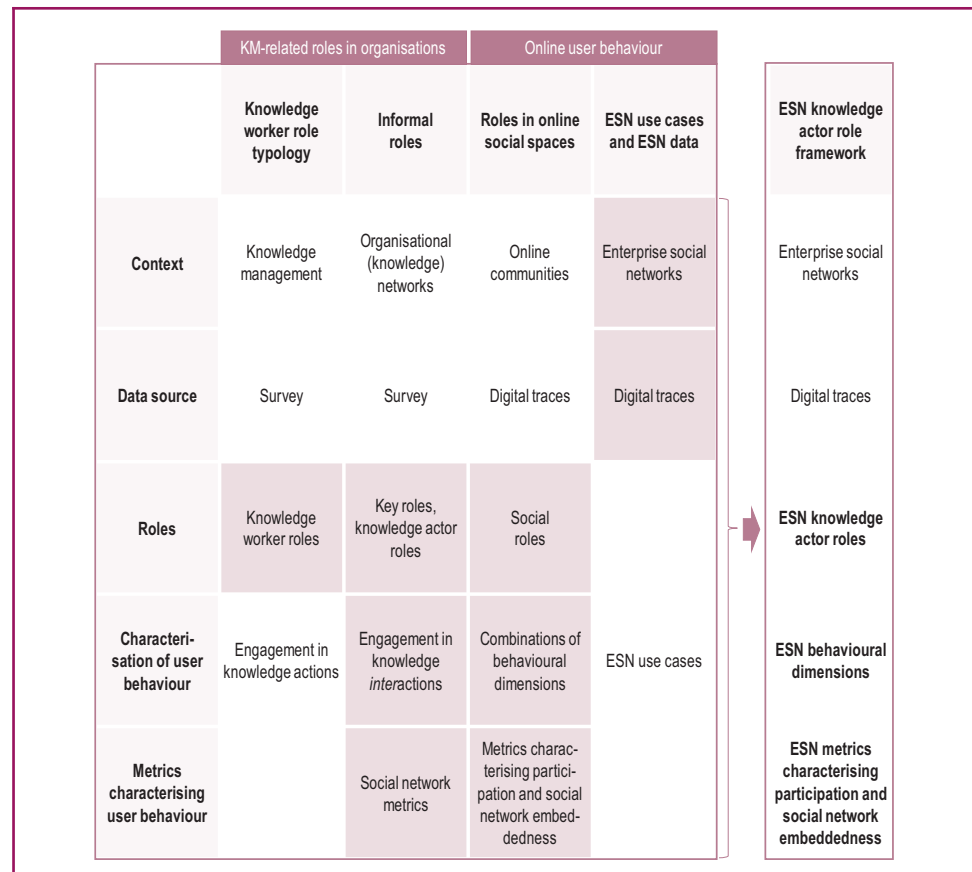 KM-related roles in organisations
Online user behaviour
Knowledge
worker role
typology
Informal
roles
Roles in online
social spaces
ESN use cases
and ESN data
ESN knowledge
actor role
framework
Context
Knowledge
management
Organisational
(knowledge)
networks
Online
communities
Enterprise social
networks
Enterprise social
networks
Data source
Survey
Survey
Digital traces
Digital traces
Digital traces
Roles
Knowledge
worker roles
Key roles,
knowledge actor
roles
Social
roles
ESN knowledge
actor roles
Characteri-
sation of user
behaviour
Engagement in
knowledge actions
Engagement in
knowledge
interactions
Combinations of
behavioural
dimensions
ESN use cases
ESN behavioural
dimensions
Metrics
characterising
user behaviour
Social network
metrics
Metrics charac-
terising partici-
pation and social
network embed-
dedness
ESN metrics
characterising
participation and
social network
embeddedness